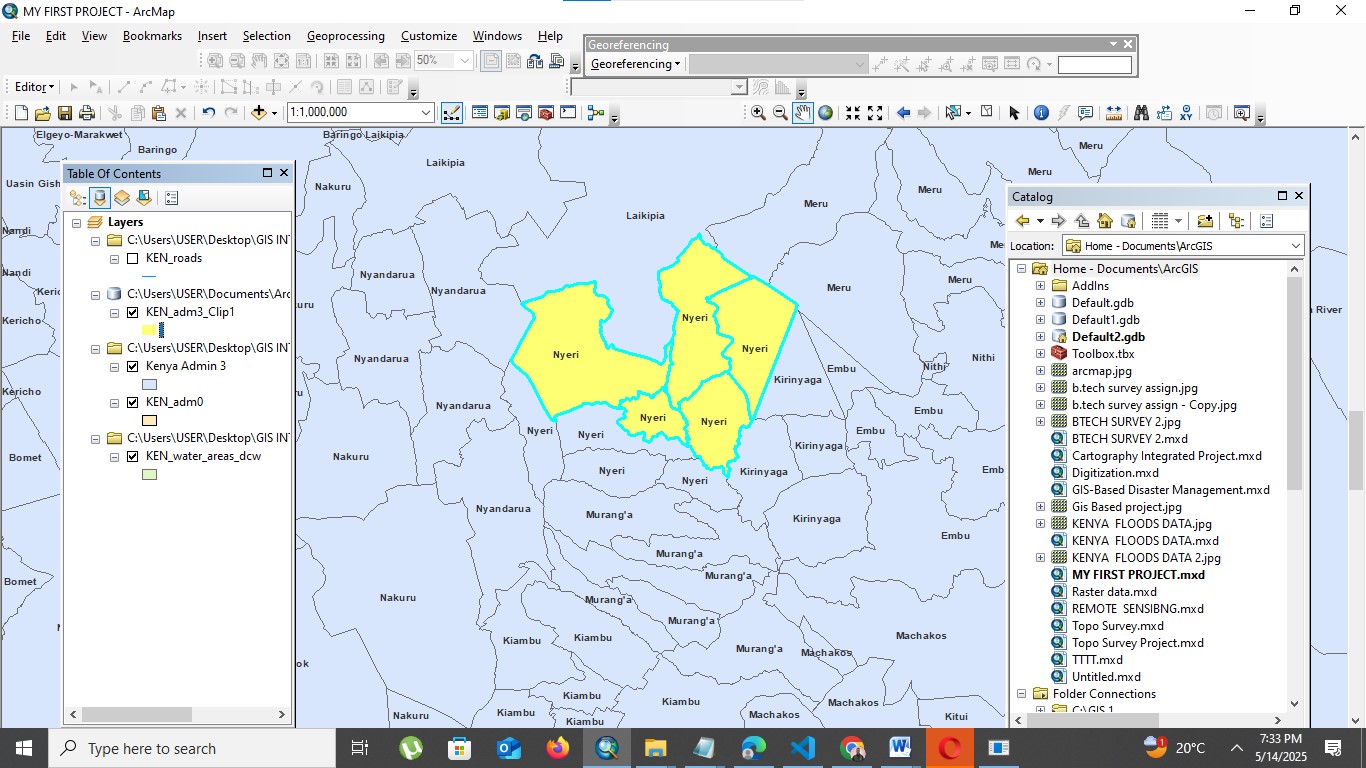 MY FIRST PROJECT - ArcMap
File Edit View Bookmarks Insert Selection Geoprocessing Customize Windows Help
Georeferencing
50%
Georeferencing
Editor
1:1,000,000
Elgeyo-Marakwet
Baringo Laikipia
Baringo
Laikipia
Meru
Uasin Gish
Nakuru
Meru
Meru
Laikipia
Nandi
Nyandarua
Nandi
Nyandarua
Meru
Meru
Nyandarua
Nyeri
River
Kericho
Nyeri
Nyeri
Nyandarua
Nithi
Nithi
Embu
Kirinyaga
Kericho
Nyandarua
Nyeri
Nyeri
Embu
Embu
Nyeri
Nyeri
Kirinyaga
Kirinyaga
Bomet
Nakuru
Nyeri
Kirinyaga
Nyeri
Nyandarua
Murang'a
Kirinyaga
Embu
Murang'a
Murang'a
Bomet
Nakuru
Murang'a
Murang'a
Kiambu
Kiambu
Machakos
Murang'a
Machakos
Kiambu
Kiambu
Machakos
Nakuru
Kiambu
Kiambu
Machakos
Kitui
Table Of Contents
Layers
C:\Users\USER\Desktop\GIS IN
KEN_roads
C:\Users\USER\Documents\Arc
KEN_adm3_Clip1
C:\Users\USER\Desktop\GIS IN
Kenya Admin 3
KEN_adm0
C:\Users\USER\Desktop\GIS IN
KEN_water_areas_dcw
Catalog
Location: Home - Documents\ArcGIS
Home - Documents\ArcGIS
AddIns
Default.gdb
Default1.gdb
Default2.gdb
Toolbox.tbx
arcmap.jpg
b.tech survey assign.jpg
b.tech survey assign - Copy.jpg
BTECH SURVEY 2.jpg
BTECH SURVEY 2.mxd
Cartography Integrated Project.mxd
Digitization.mxd
GIS-Based Disaster Management.mxd
Gis Based project.jpg
KENYA FLOODS DATA.jpg
KENYA FLOODS DATA.mxd
KENYA FLOODS DATA 2.jpg
MY FIRST PROJECT.mxd
Raster data.mxd
REMOTE SENSIBNG.mxd
Topo Survey.mxd
Topo Survey Project.mxd
TTTT.mxd
Untitled.mxd
Folder Connections
C:\GIS 1
Type here to search
20°C
7:33 PM
5/14/2025